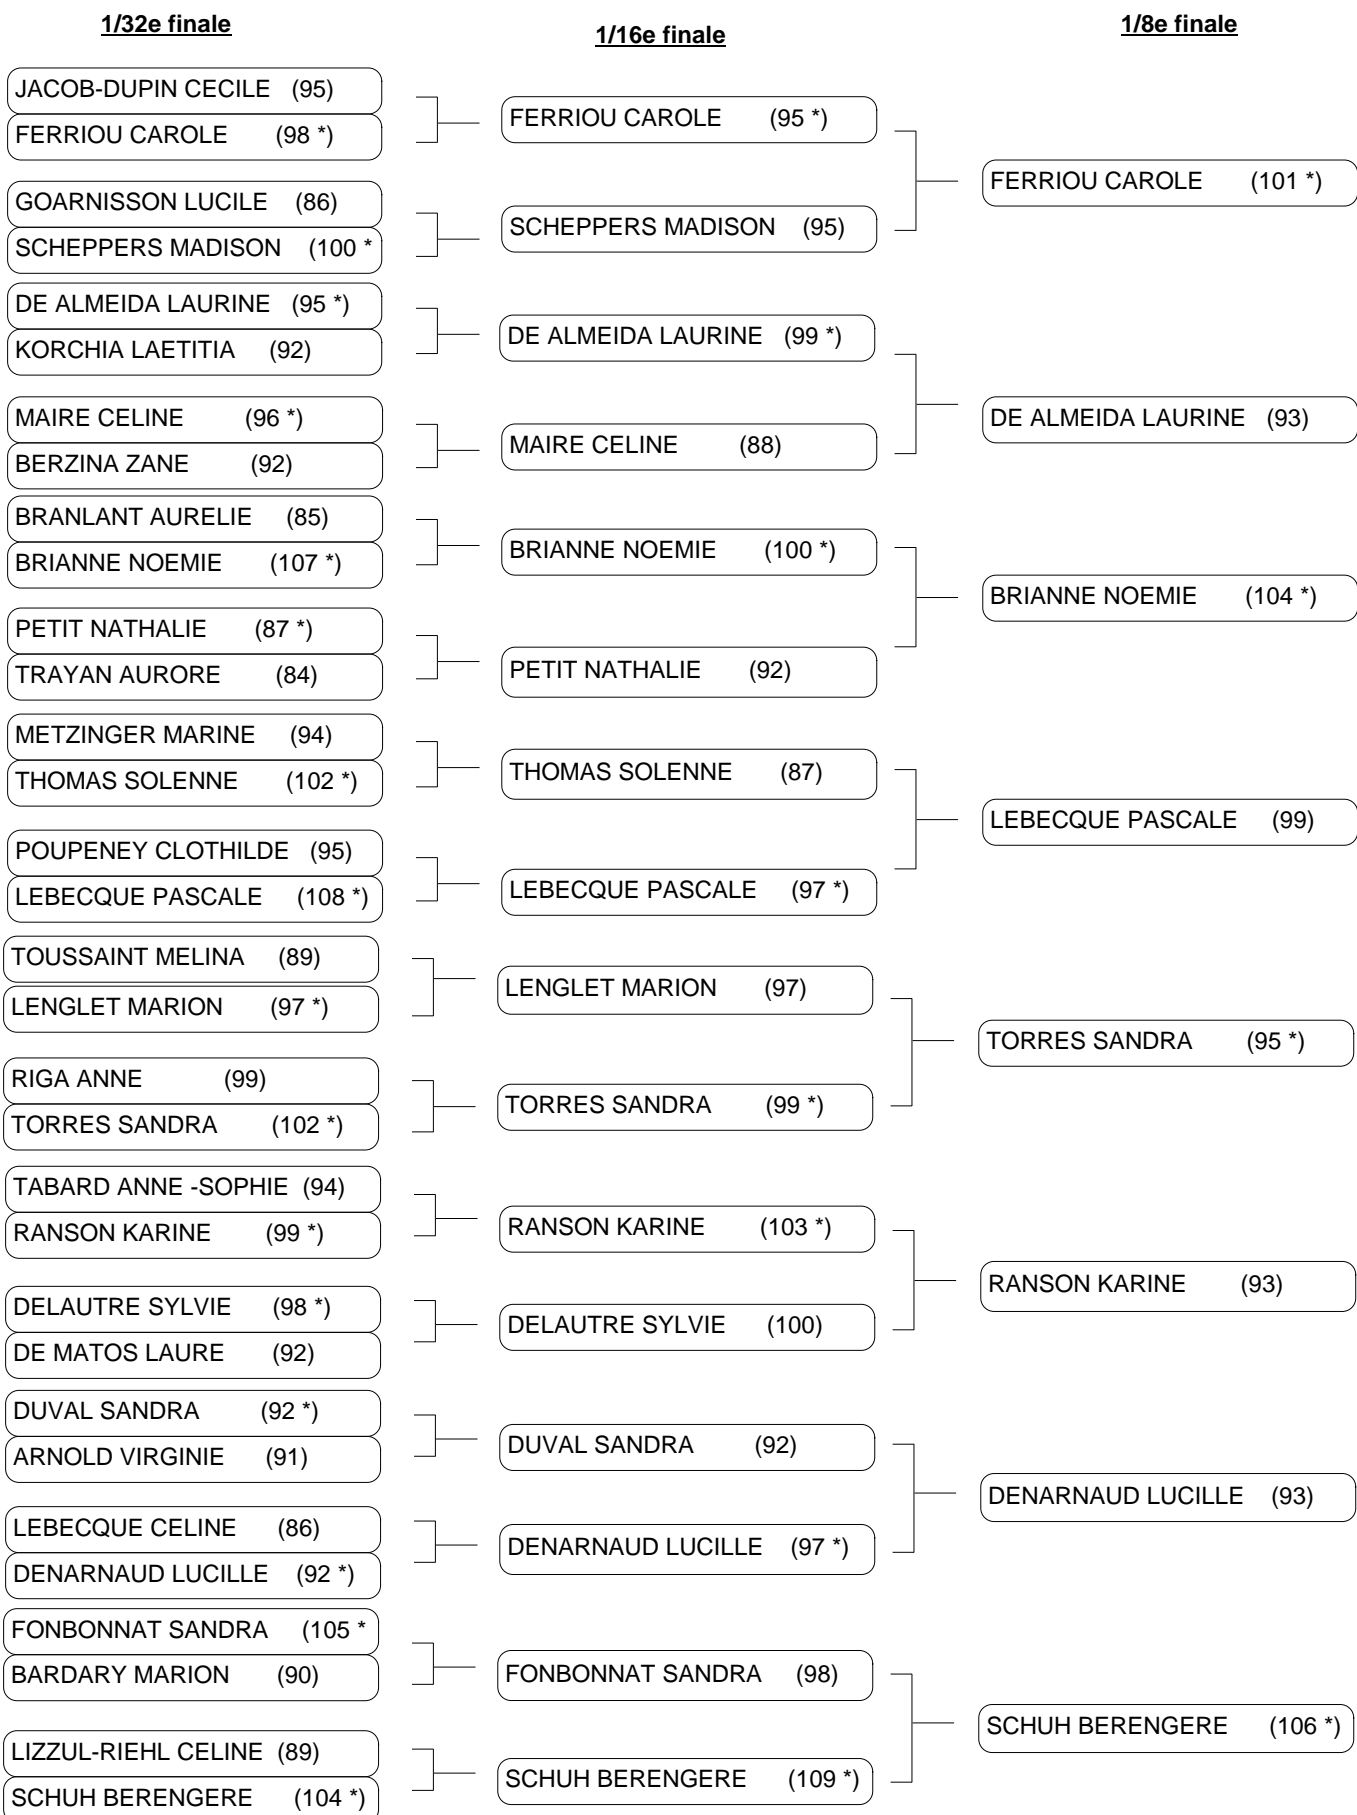 1/32e finale
1/16e finale
1/8e finale
JACOB-DUPIN CECILE (95)
FERRIOU CAROLE (98 *)
GOARNISSON LUCILE (86)
SCHEPPERS MADISON (100 *
DE ALMEIDA LAURINE (95 *)
KORCHIA LAETITIA (92)
MAIRE CELINE (96 *)
BERZINA ZANE (92)
BRANLANT AURELIE (85)
BRIANNE NOEMIE (107 *)
PETIT NATHALIE (87 *)
TRAYAN AURORE (84)
METZINGER MARINE (94)
THOMAS SOLENNE (102 *)
POUPENEY CLOTHILDE (95)
LEBECQUE PASCALE (108 *)
TOUSSAINT MELINA (89)
LENGLET MARION (97 *)
RIGA ANNE (99)
TORRES SANDRA (102 *)
TABARD ANNE -SOPHIE (94)
RANSON KARINE (99 *)
DELAUTRE SYLVIE (98 *)
DE MATOS LAURE (92)
DUVAL SANDRA (92 *)
ARNOLD VIRGINIE (91)
LEBECQUE CELINE (86)
DENARNAUD LUCILLE (92 *)
FONBONNAT SANDRA (105 *
BARDARY MARION (90)
LIZZUL-RIEHL CELINE (89)
SCHUH BERENGERE (104 *)
FERRIOU CAROLE (95 *)
SCHEPPERS MADISON (95)
DE ALMEIDA LAURINE (99 *)
MAIRE CELINE (88)
BRIANNE NOEMIE (100 *)
PETIT NATHALIE (92)
THOMAS SOLENNE (87)
LEBECQUE PASCALE (97 *)
LENGLET MARION (97)
TORRES SANDRA (99 *)
RANSON KARINE (103 *)
DELAUTRE SYLVIE (100)
DUVAL SANDRA (92)
DENARNAUD LUCILLE (97 *)
FONBONNAT SANDRA (98)
SCHUH BERENGERE (109 *)
FERRIOU CAROLE (101 *)
DE ALMEIDA LAURINE (93)
BRIANNE NOEMIE (104 *)
LEBECQUE PASCALE (99)
TORRES SANDRA (95 *)
RANSON KARINE (93)
DENARNAUD LUCILLE (93)
SCHUH BERENGERE (106 *)